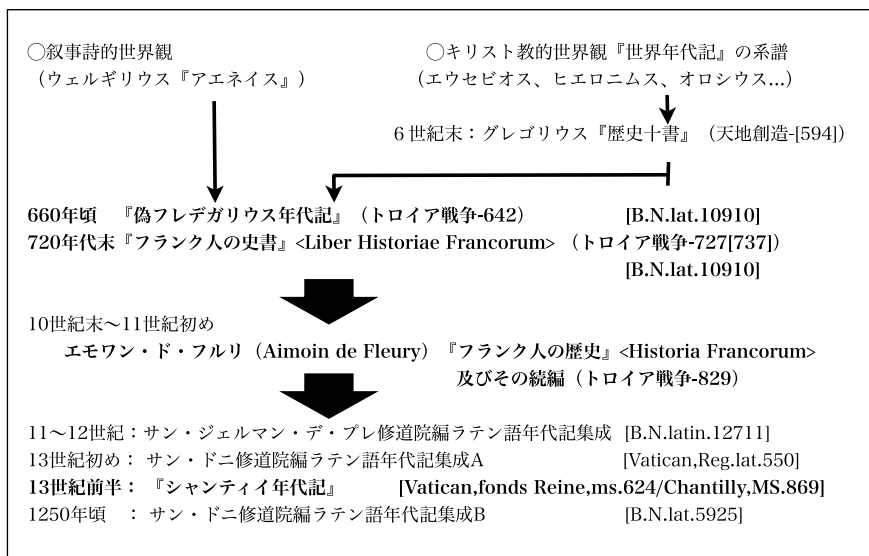 ○叙事詩的世界観
（ウェルギリウス『アエネイス』）
○キリスト教的世界観『世界年代記』の系譜
（エウセビオス、ヒエロニムス、オロシウス...）
6世紀末：グレゴリウス『歴史十書』（天地創造-[594]）
660年頃　『偽フレデガリウス年代記』（トロイア戦争-642）　[B.N.lat.10910]
720年代末『フランク人の史書』<Liber Historiae Francorum>（トロイア戦争-727[737]）
[B.N.lat.10910]
10世紀末～11世紀初め
エモワン・ド・フルリ（Aimoin de Fleury）『フランク人の歴史』<Historia Francorum>
及びその続編（トロイア戦争-829）
11～12世紀：サン・ジェルマン・デ・プレ修道院編ラテン語年代記集成　[B.N.latin.12711]
13世紀初め： サン・ドニ修道院編ラテン語年代記集成A　[Vatican,Reg.lat.550]
13世紀前半： 『シャンティイ年代記』　[Vatican,fonds Reine,ms.624/Chantilly,MS.869]
1250年頃　： サン・ドニ修道院編ラテン語年代記集成B　[B.N.lat.5925]